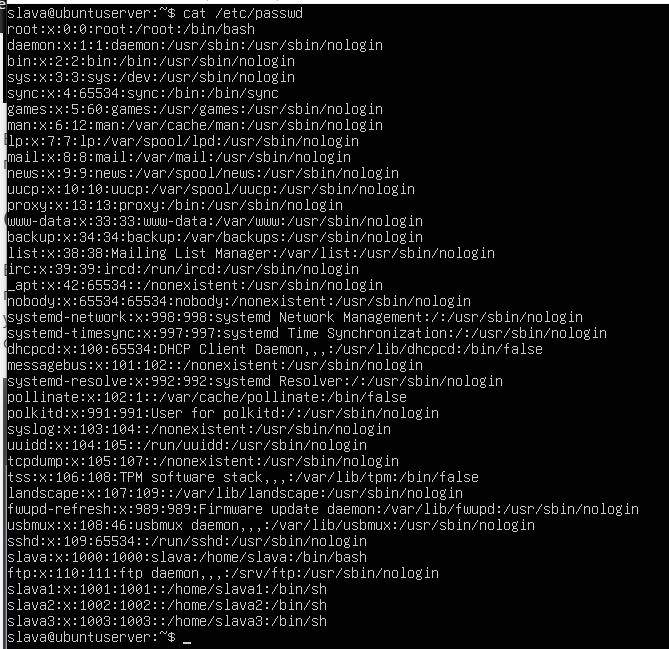 slava@ubuntuserver:~$ cat /etc/passwd
root:x:0:0:root:/root:/bin/bash
daemon:x:1:1:daemon:/usr/sbin:/usr/sbin/nologin
bin:x:2:2:bin:/bin:/usr/sbin/nologin
sys:x:3:3:sys:/dev:/usr/sbin/nologin
sync:x:4:65534:sync:/bin:/bin/sync
games:x:5:60:games:/usr/games:/usr/sbin/nologin
man:x:6:12:man:/var/cache/man:/usr/sbin/nologin
lp:x:7:7:lp:/var/spool/lpd:/usr/sbin/nologin
mail:x:8:8:mail:/var/mail:/usr/sbin/nologin
news:x:9:9:news:/var/spool/news:/usr/sbin/nologin
uucp:x:10:10:uucp:/var/spool/uucp:/usr/sbin/nologin
proxy:x:13:13:proxy:/bin:/usr/sbin/nologin
www-data:x:33:33:www-data:/var/www:/usr/sbin/nologin
backup:x:34:34:backup:/var/backups:/usr/sbin/nologin
list:x:38:38:Mailing List Manager:/var/list:/usr/sbin/nologin
irc:x:39:39:ircd:/run/ircd:/usr/sbin/nologin
_apt:x:42:65534::/nonexistent:/usr/sbin/nologin
nobody:x:65534:65534:nobody:/nonexistent:/usr/sbin/nologin
systemd-network:x:998:998:systemd Network Management:/:/usr/sbin/nologin
systemd-timesync:x:997:997:systemd Time Synchronization:/:/usr/sbin/nologin
dhcpcd:x:100:65534:DHCP Client Daemon,,,:/usr/lib/dhcpcd:/bin/false
messagebus:x:101:102::/nonexistent:/usr/sbin/nologin
systemd-resolve:x:992:992:systemd Resolver:/:/usr/sbin/nologin
pollinate:x:102:1::/var/cache/pollinate:/bin/false
polkitd:x:991:991:User for polkitd:/:/usr/sbin/nologin
syslog:x:103:104::/nonexistent:/usr/sbin/nologin
uuidd:x:104:105::/run/uuidd:/usr/sbin/nologin
tcpdump:x:105:107::/nonexistent:/usr/sbin/nologin
tss:x:106:108:TPM software stack,,,:/var/lib/tpm:/bin/false
landscape:x:107:109::/var/lib/landscape:/usr/sbin/nologin
fwupd-refresh:x:989:989:Firmware update daemon:/var/lib/fwupd:/usr/sbin/nologin
usbmux:x:108:46:usbmux daemon,,,:/var/lib/usbmux:/usr/sbin/nologin
sshd:x:109:65534::/run/sshd:/usr/sbin/nologin
slava:x:1000:1000:slava:/home/slava:/bin/bash
ftp:x:110:111:ftp daemon,,,:/srv/ftp:/usr/sbin/nologin
slava1:x:1001:1001::/home/slava1:/bin/sh
slava2:x:1002:1002::/home/slava2:/bin/sh
slava3:x:1003:1003::/home/slava3:/bin/sh
slava@ubuntuserver:~$ _